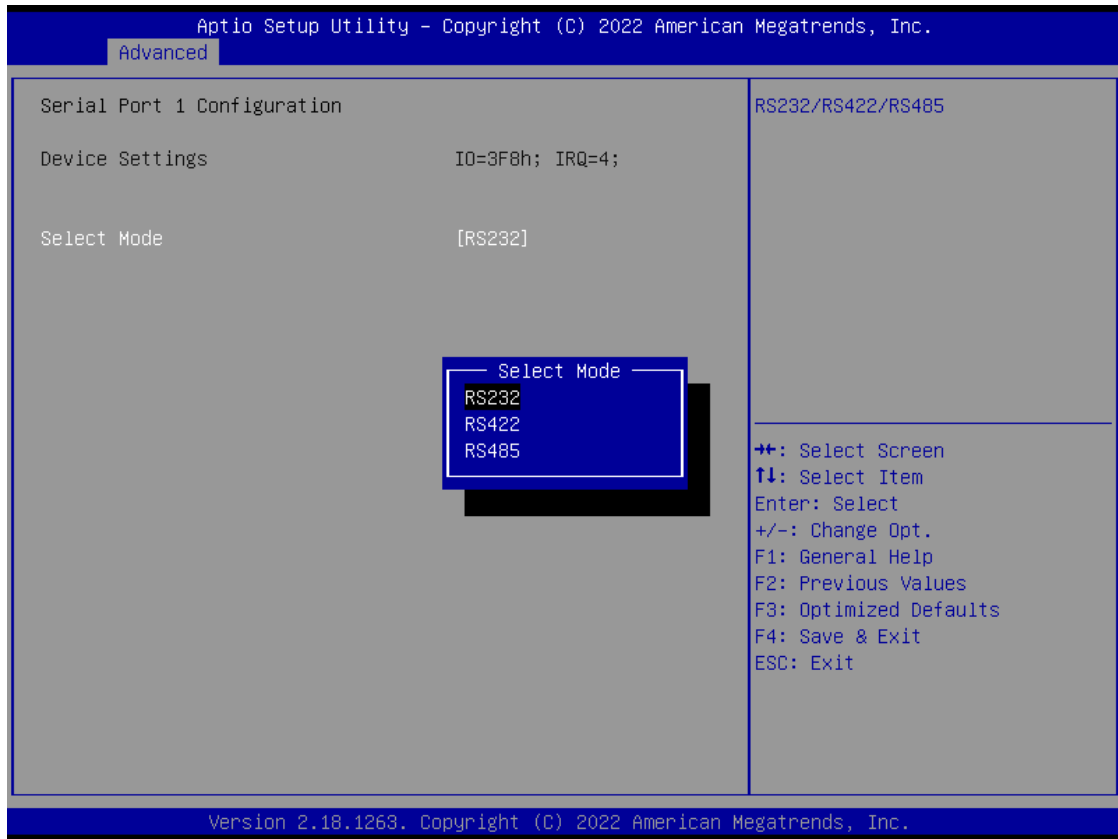 Aptio Setup Utility – Copyright (C) 2022 American Megatrends, Inc.
Advanced
Serial Port 1 Configuration
Device Settings IO=3F8h; IRQ=4;
Select Mode [RS232]
Select Mode
RS232
RS422
RS485
RS232/RS422/RS485
→←: Select Screen
↑↓: Select Item
Enter: Select
+/-: Change Opt.
F1: General Help
F2: Previous Values
F3: Optimized Defaults
F4: Save & Exit
ESC: Exit
Version 2.18.1263. Copyright (C) 2022 American Megatrends, Inc.